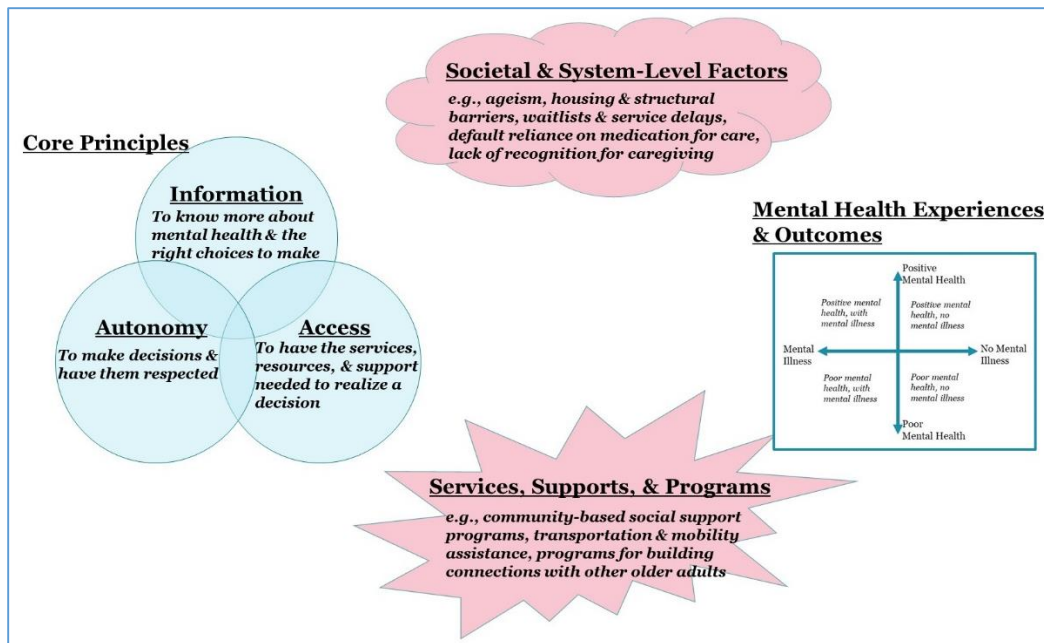 Societal & System-Level Factors
e.g., ageism, housing & structural
barriers, waitlists & service delays,
default reliance on medication for care,
lack of recognition for caregiving
Core Principles
Information
To know more about
mental health & the
right choices to make
Autonomy
To make decisions &
have them respected
Access
To have the services,
resources, & support
needed to realize a
decision
Mental Health Experiences
& Outcomes
Positive
Mental Health
Positive mental
health, with
mental illness
Positive mental
health, no
mental illness
Mental
Illness
No Mental
Illness
Poor mental
health, with
mental illness
Poor mental
health, no
mental illness
Poor
Mental Health
Services, Supports, & Programs
e.g., community-based social support
programs, transportation & mobility
assistance, programs for building
connections with other older adults